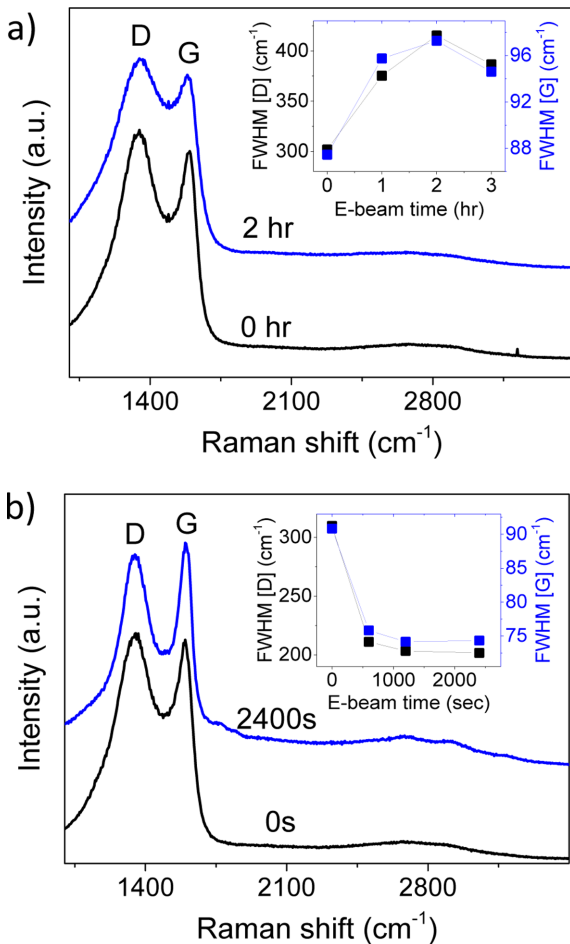 a)
D
G
2 hr
0 hr
Intensity (a.u.)
1400 2100 2800
Raman shift (cm⁻¹)
FWHM [D] (cm⁻¹)
400
350
300
FWHM [G] (cm⁻¹)
96
92
88
0 1 2 3
E-beam time (hr)
b)
D
G
2400s
0s
Intensity (a.u.)
1400 2100 2800
Raman shift (cm⁻¹)
FWHM [D] (cm⁻¹)
300
250
200
FWHM [G] (cm⁻¹)
90
85
80
75
0 1000 2000
E-beam time (sec)